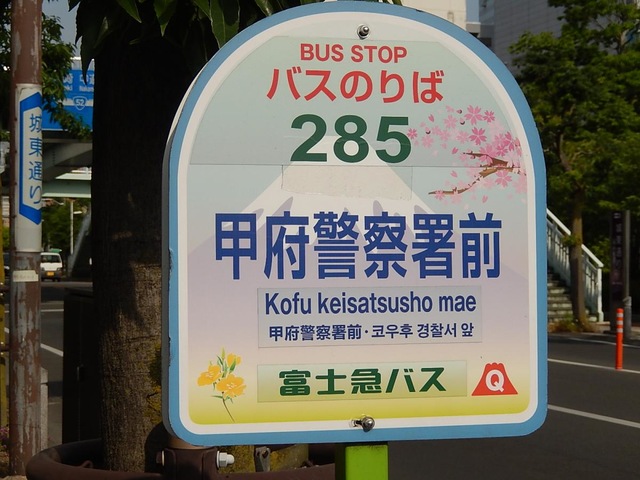 BUS STOP
バスのりば
285
甲府警察署前
Kofu keisatsusho mae
甲府警察署前・코우후 경찰서 앞
富士急バス
Q
城東通り
52